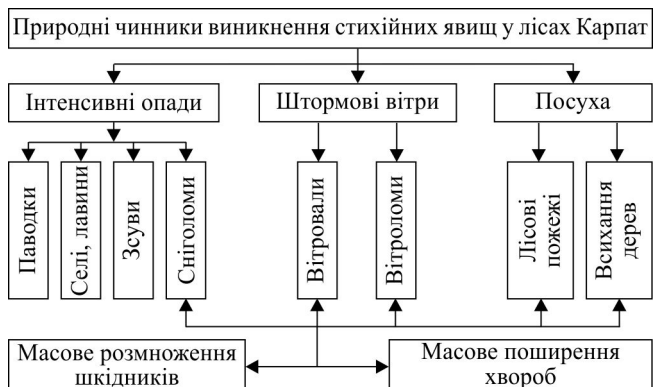 Природні чинники виникнення стихійних явищ у лісах Карпат
Інтенсивні опади
Штормові вітри
Посуха
Паводки
Селі, лавини
Зсуви
Сніголоми
Вітровали
Вітроломи
Лісові
пожежі
Всихання
дерев
Масове розмноження
шкідників
Масове поширення
хвороб